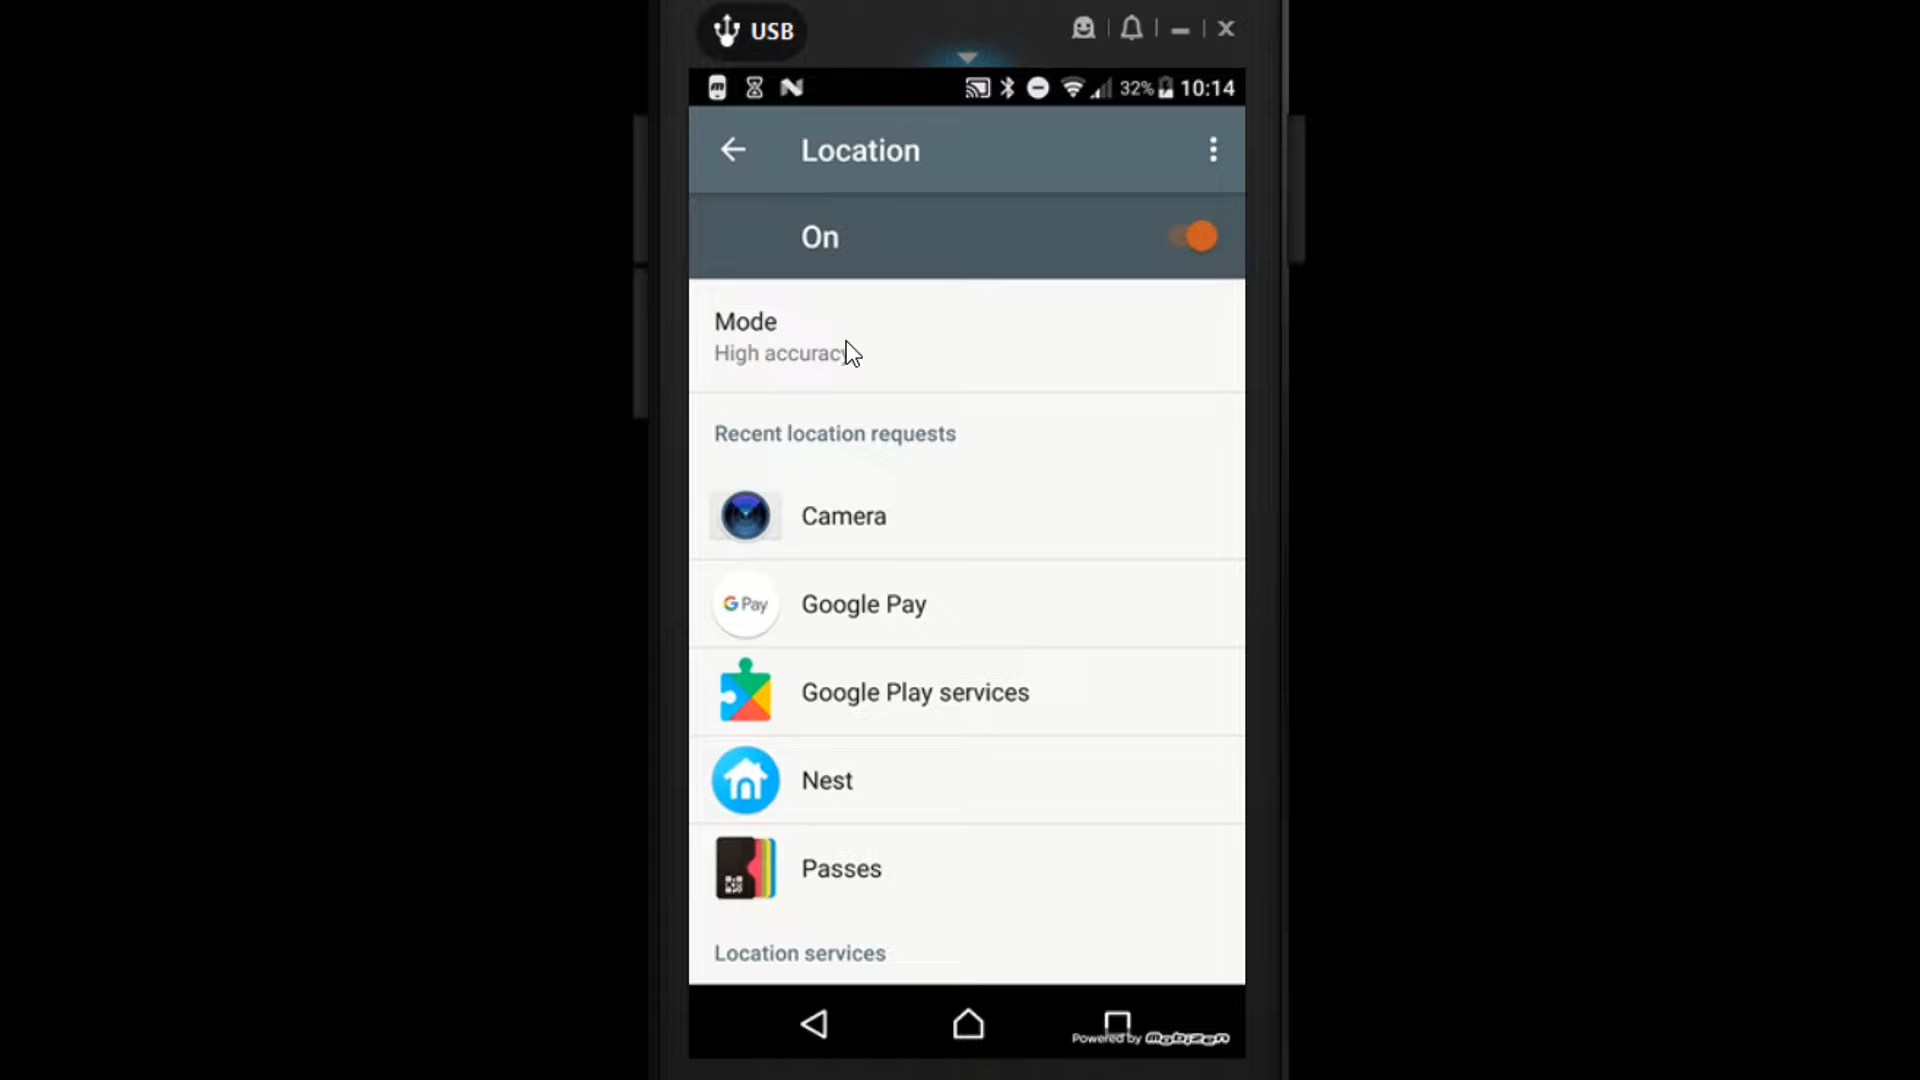 USB
32% 10:14
Location
On
Mode
High accuracy
Recent location requests
Camera
G Pay
Google Pay
Google Play services
Nest
Passes
Location services
Powered by Mobizen